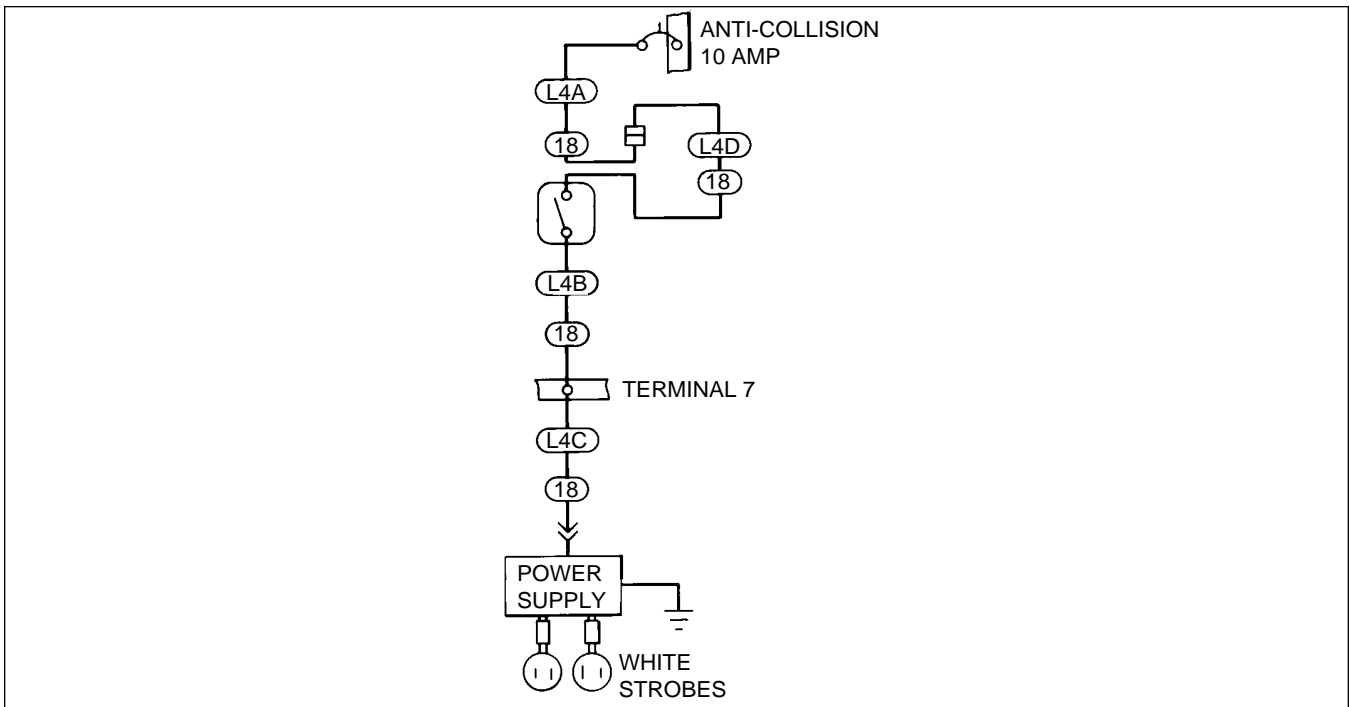 ANTI-COLLISION
10 AMP
L4A
18
L4D
18
L4B
18
TERMINAL 7
L4C
18
POWER
SUPPLY
WHITE
STROBES